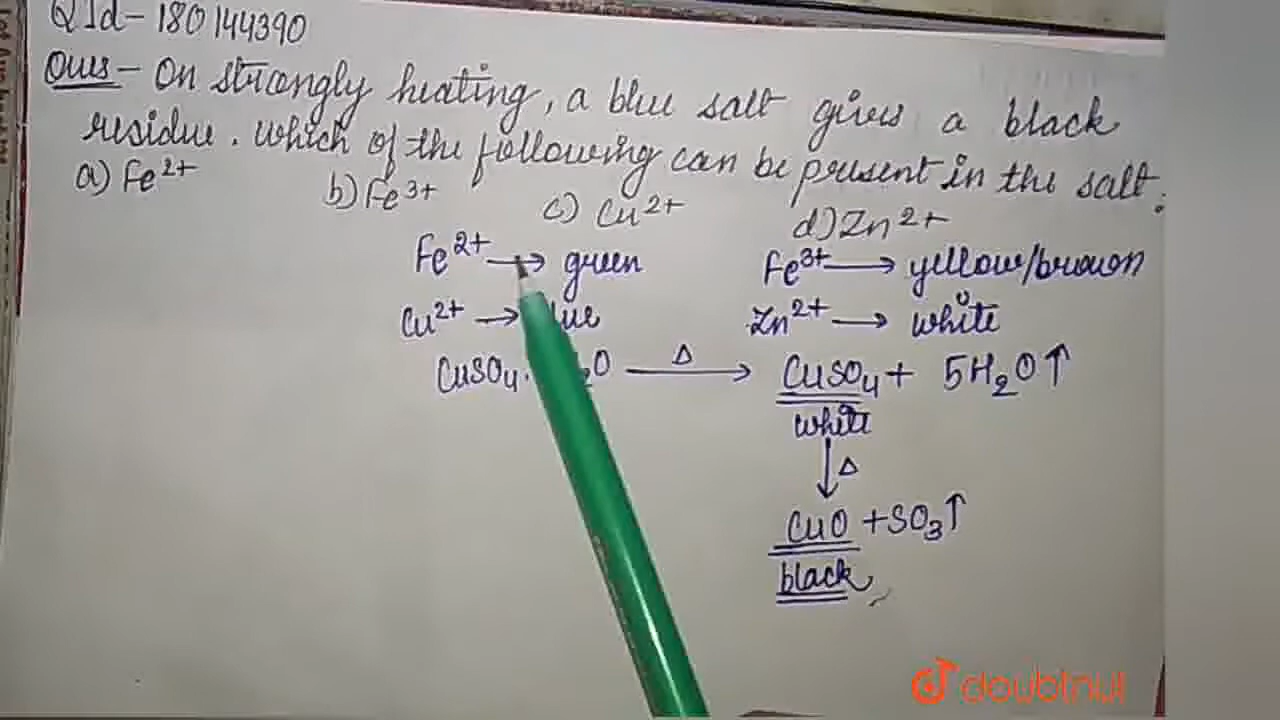 QId- 180144390
Ques - On strongly heating, a blue salt gives a black
residue. which of the following can be present in the salt.
a) Fe2+ b) Fe3+ c) Cu2+ d) Zn2+
Fe2+ → green Fe3+ → yellow/brown
Cu2+ → Zn2+ → white
CuSO4. Δ CuSO4 + 5H2O↑
white
↓Δ
CuO + SO3↑
black
doubtnut